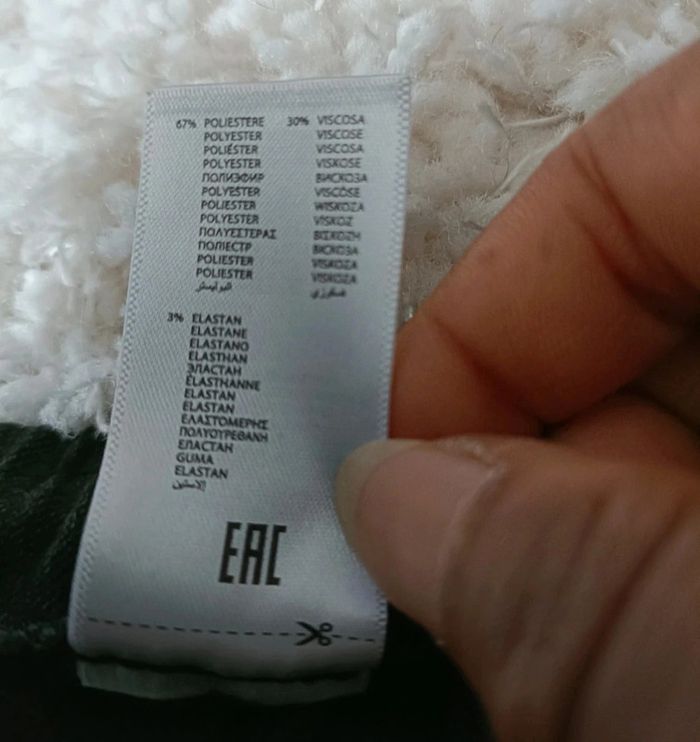 67% POLIESTERE 30% VISCOSA
POLYESTER VISCOSE
POLIÉSTER VISCOSA
POLYESTER VISKOSE
ПОЛИЭФИР ВИСКОЗА
POLYESTER VISCOSE
POLIESTER WISKOZA
POLYESTER VISKOZ
ΠΟΛΥΕΣΤΕΡΑΣ ΒΙΣΚΟΖΗ
ПОЛІЕСТР ВІСКОЗА
POLIESTER VISKOZA
POLIESTER VISKOZA
البوليستر
3% ELASTAN
ELASTANE
ELASTANO
ELASTHAN
ЭЛАСТАН
ÉLASTHANNE
ELASTAN
ELASTAN
ΕΛΑΣΤΟΜΕΡΗΣ
ΠΟΛΥΟΥΡΕΘΑΝΗ
ЕЛАСТАН
GUMA
ELASTAN
EAC